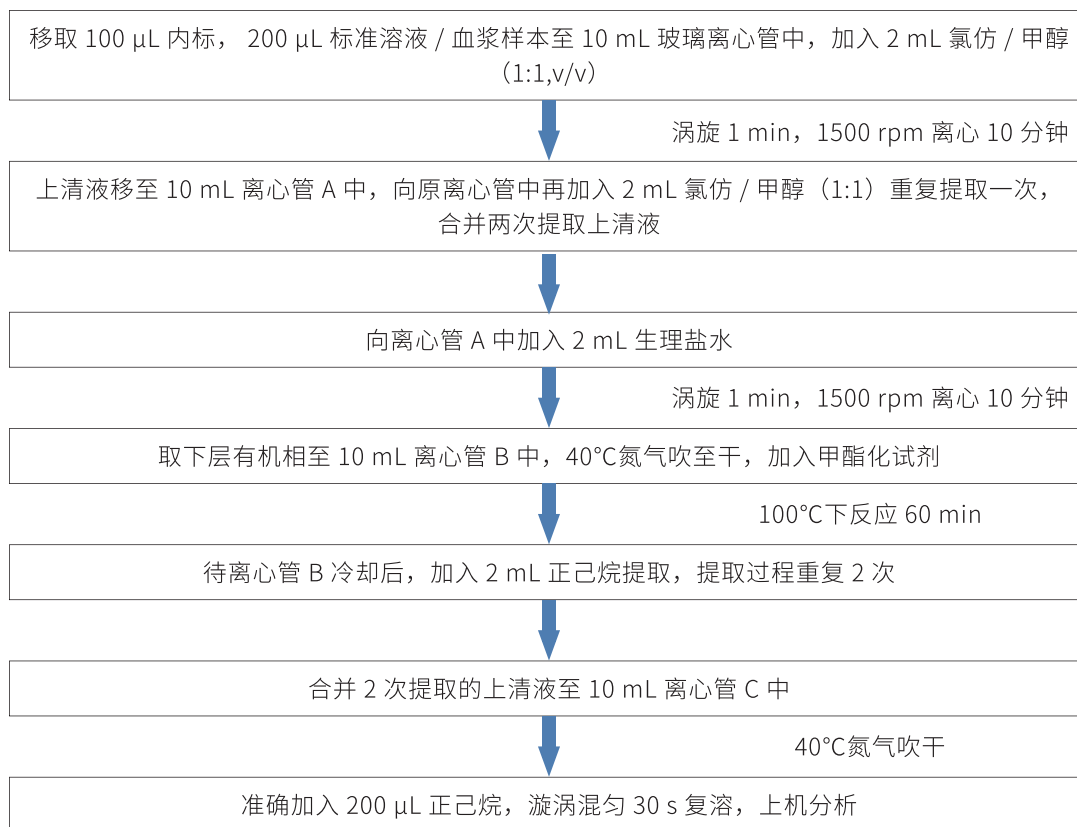 移取 100 μL 内标， 200 μL 标准溶液 / 血浆样本至 10 mL 玻璃离心管中，加入 2 mL 氯仿 / 甲醇
（1:1,v/v）
涡旋 1 min，1500 rpm 离心 10 分钟
上清液移至 10 mL 离心管 A 中，向原离心管中再加入 2 mL 氯仿 / 甲醇（1:1）重复提取一次，
合并两次提取上清液
向离心管 A 中加入 2 mL 生理盐水
涡旋 1 min，1500 rpm 离心 10 分钟
取下层有机相至 10 mL 离心管 B 中，40℃氮气吹至干，加入甲酯化试剂
100℃下反应 60 min
待离心管 B 冷却后，加入 2 mL 正己烷提取，提取过程重复 2 次
合并 2 次提取的上清液至 10 mL 离心管 C 中
40℃氮气吹干
准确加入 200 μL 正己烷，漩涡混匀 30 s 复溶，上机分析